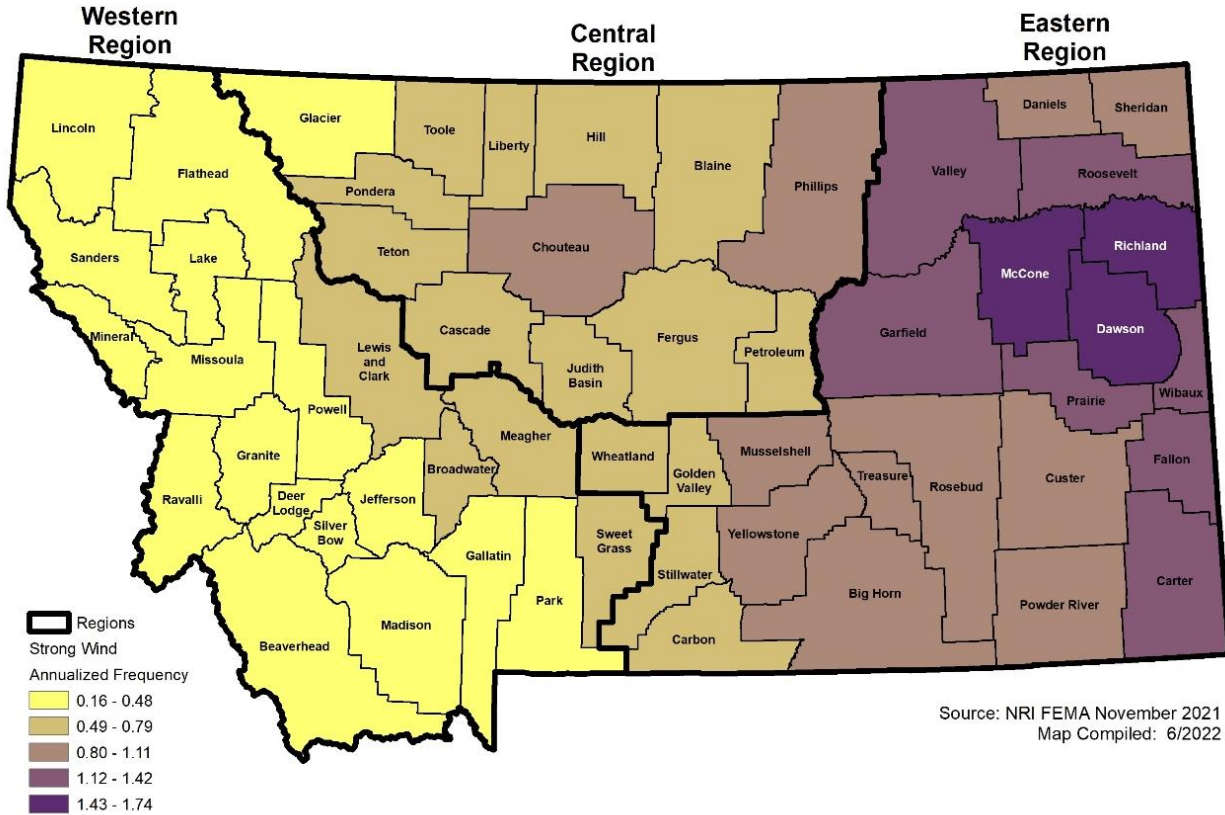 Western
Region
Central
Region
Eastern
Region
Lincoln
Flathead
Glacier
Toole
Liberty
Hill
Blaine
Phillips
Valley
Daniels
Sheridan
Roosevelt
Pondera
Teton
Chouteau
Sanders
Lake
McCone
Richland
Dawson
Mineral
Missoula
Lewis
and
Clark
Cascade
Judith
Basin
Fergus
Petroleum
Garfield
Prairie
Wibaux
Powell
Granite
Ravalli
Deer
Lodge
Silver
Bow
Jefferson
Broadwater
Meagher
Wheatland
Golden
Valley
Musselshell
Treasure
Rosebud
Custer
Fallon
Gallatin
Park
Sweet
Grass
Stillwater
Yellowstone
Big Horn
Powder River
Carter
Beaverhead
Madison
Carbon
Regions
Strong Wind
Annualized Frequency
0.16 - 0.48
0.49 - 0.79
0.80 - 1.11
1.12 - 1.42
1.43 - 1.74
Source: NRI FEMA November 2021
Map Compiled: 6/2022